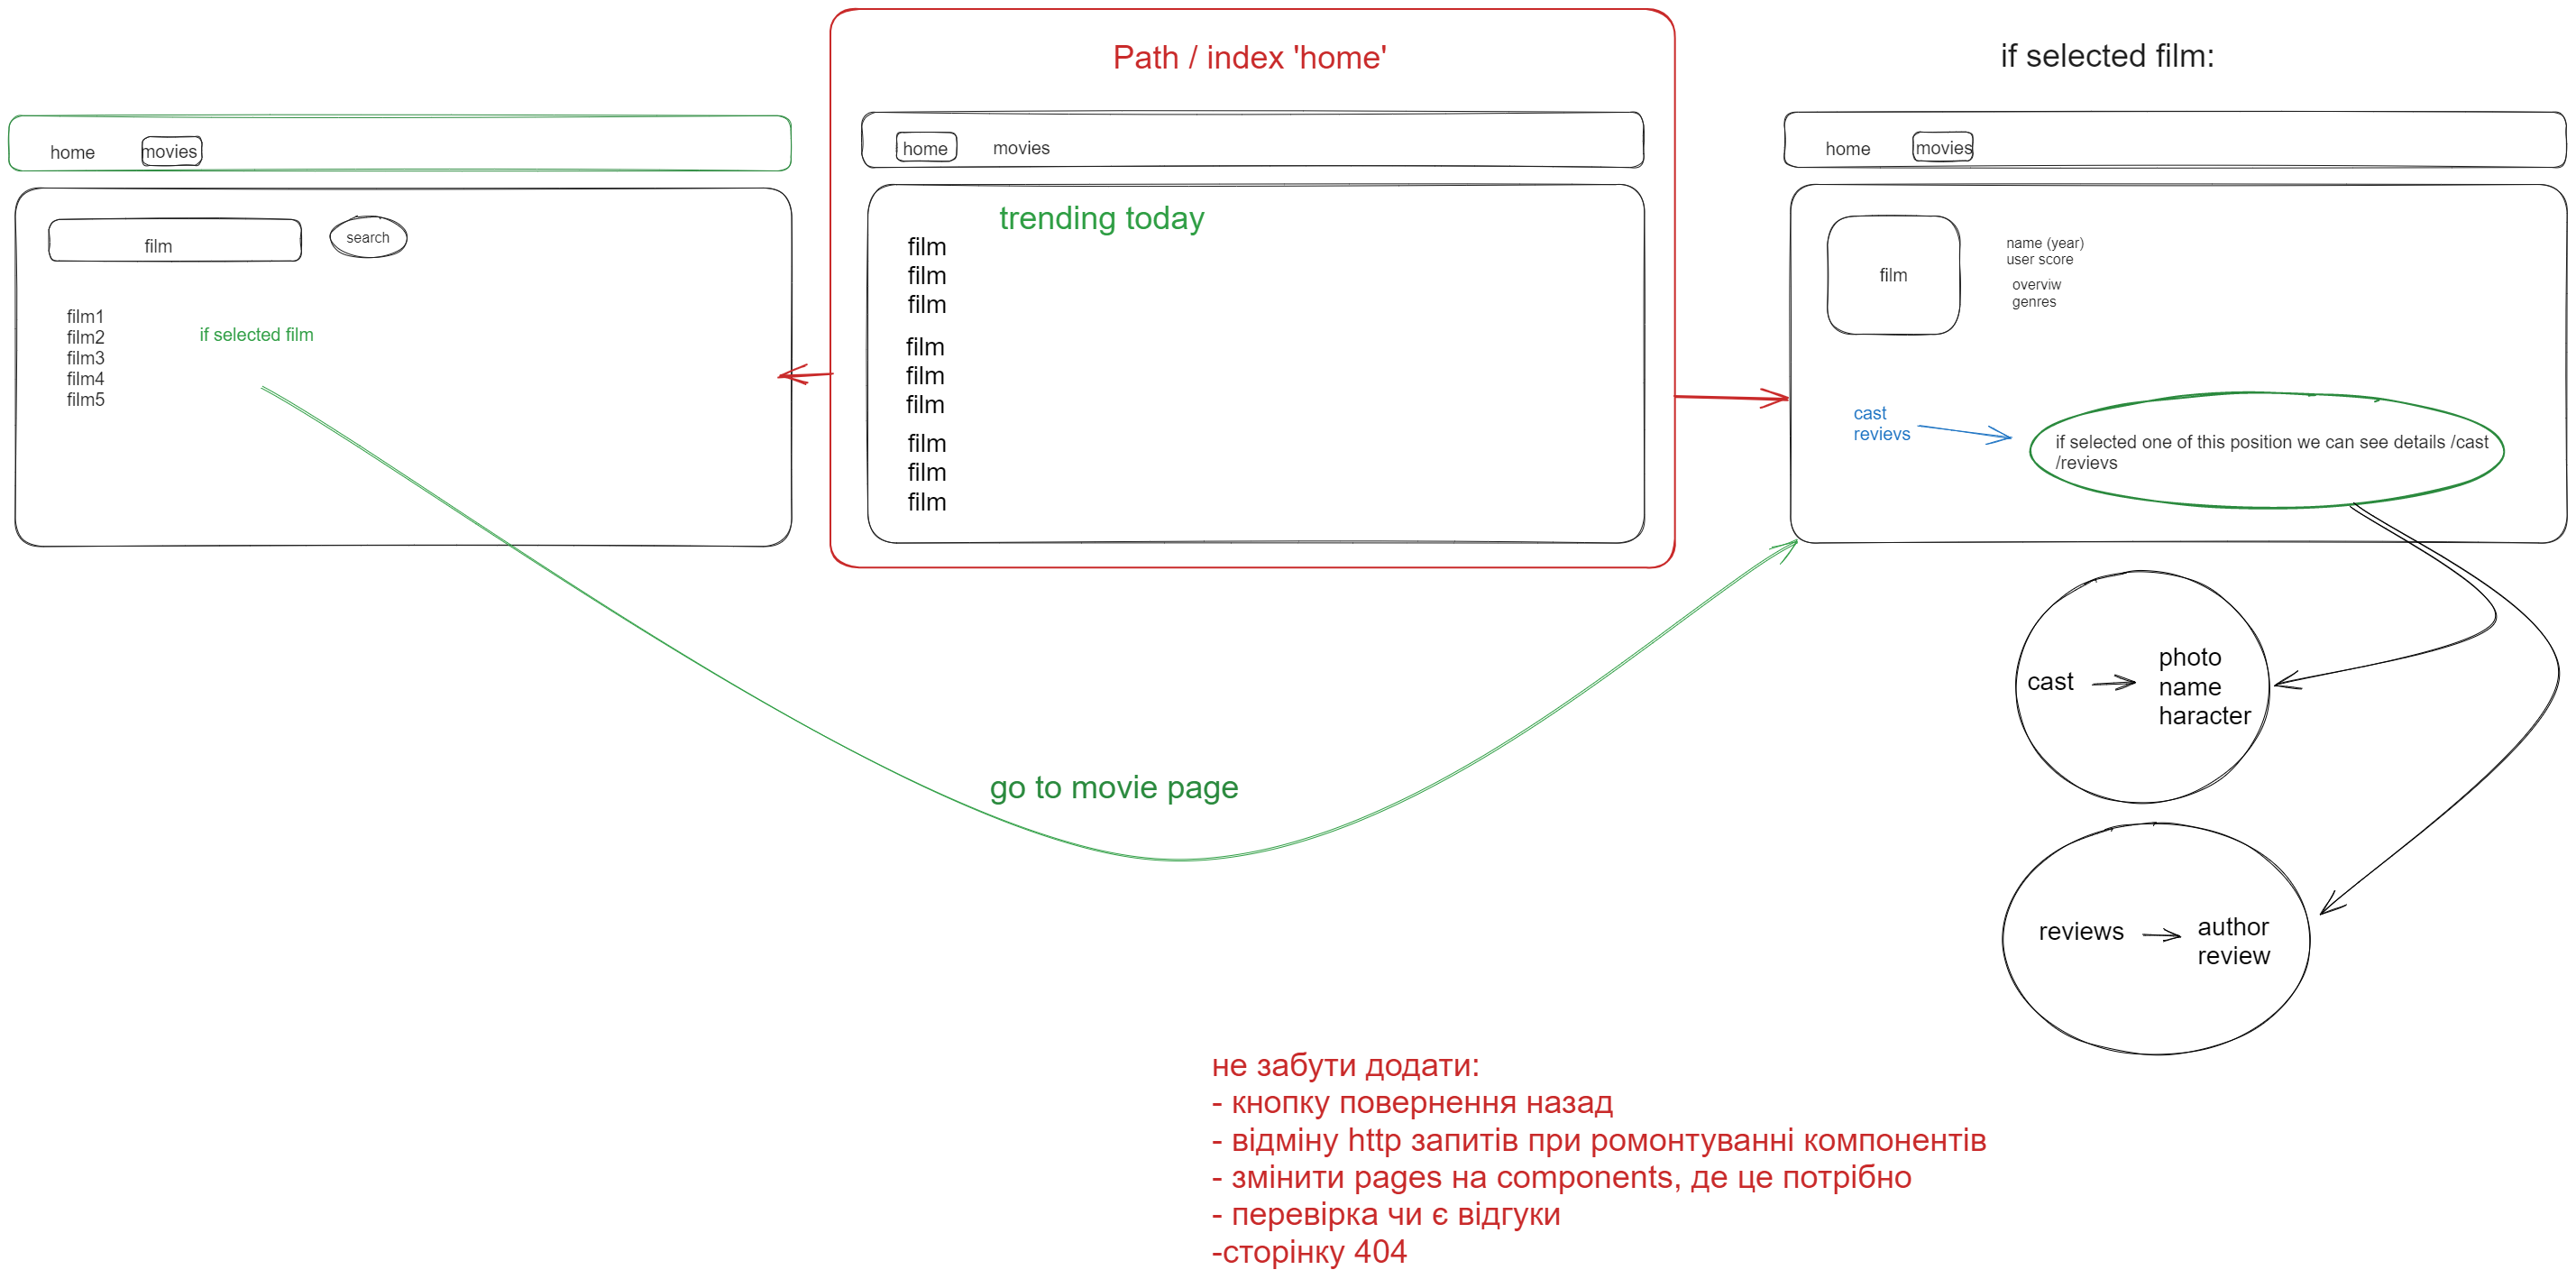 Path / index 'home'
if selected film:
home
movies
film
search
film1
film2
film3
film4
film5
if selected film
home
movies
trending today
film
film
film
film
film
film
film
film
film
home
movies
film
name (year)
user score
overviw
genres
cast
revievs
if selected one of this position we can see details /cast
/revievs
cast
photo
name
haracter
go to movie page
reviews
author
review
не забути додати:
- кнопку повернення назад
- відміну http запитів при ромонтуванні компонентів
- змінити pages на components, де це потрібно
- перевірка чи є відгуки
-сторінку 404